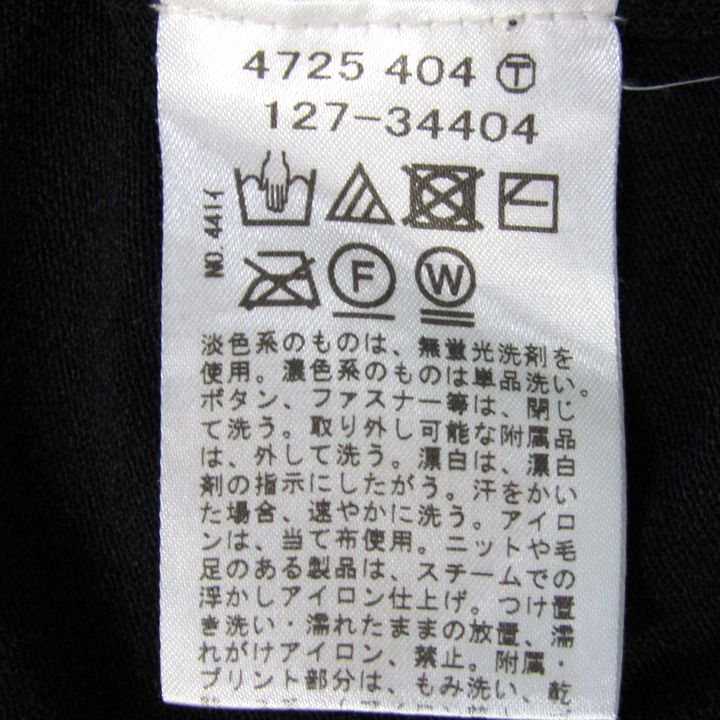 4725 404 Ⓣ
127-34404
NO.441イ
F W
淡色系のものは、無蛍光洗剤を
使用。濃色系のものは単品洗い。
ボタン、ファスナー等は、閉じ
て洗う。取り外し可能な附属品
は、外して洗う。漂白は、漂白
剤の指示にしたがう。汗をかい
た場合、速やかに洗う。アイロ
ンは、当て布使用。ニットや毛
足のある製品は、スチームでの
浮かしアイロン仕上げ。つけ置
き洗い・濡れたままの放置、濡
れがけアイロン、禁止。附属・
プリント部分は、もみ洗い、乾